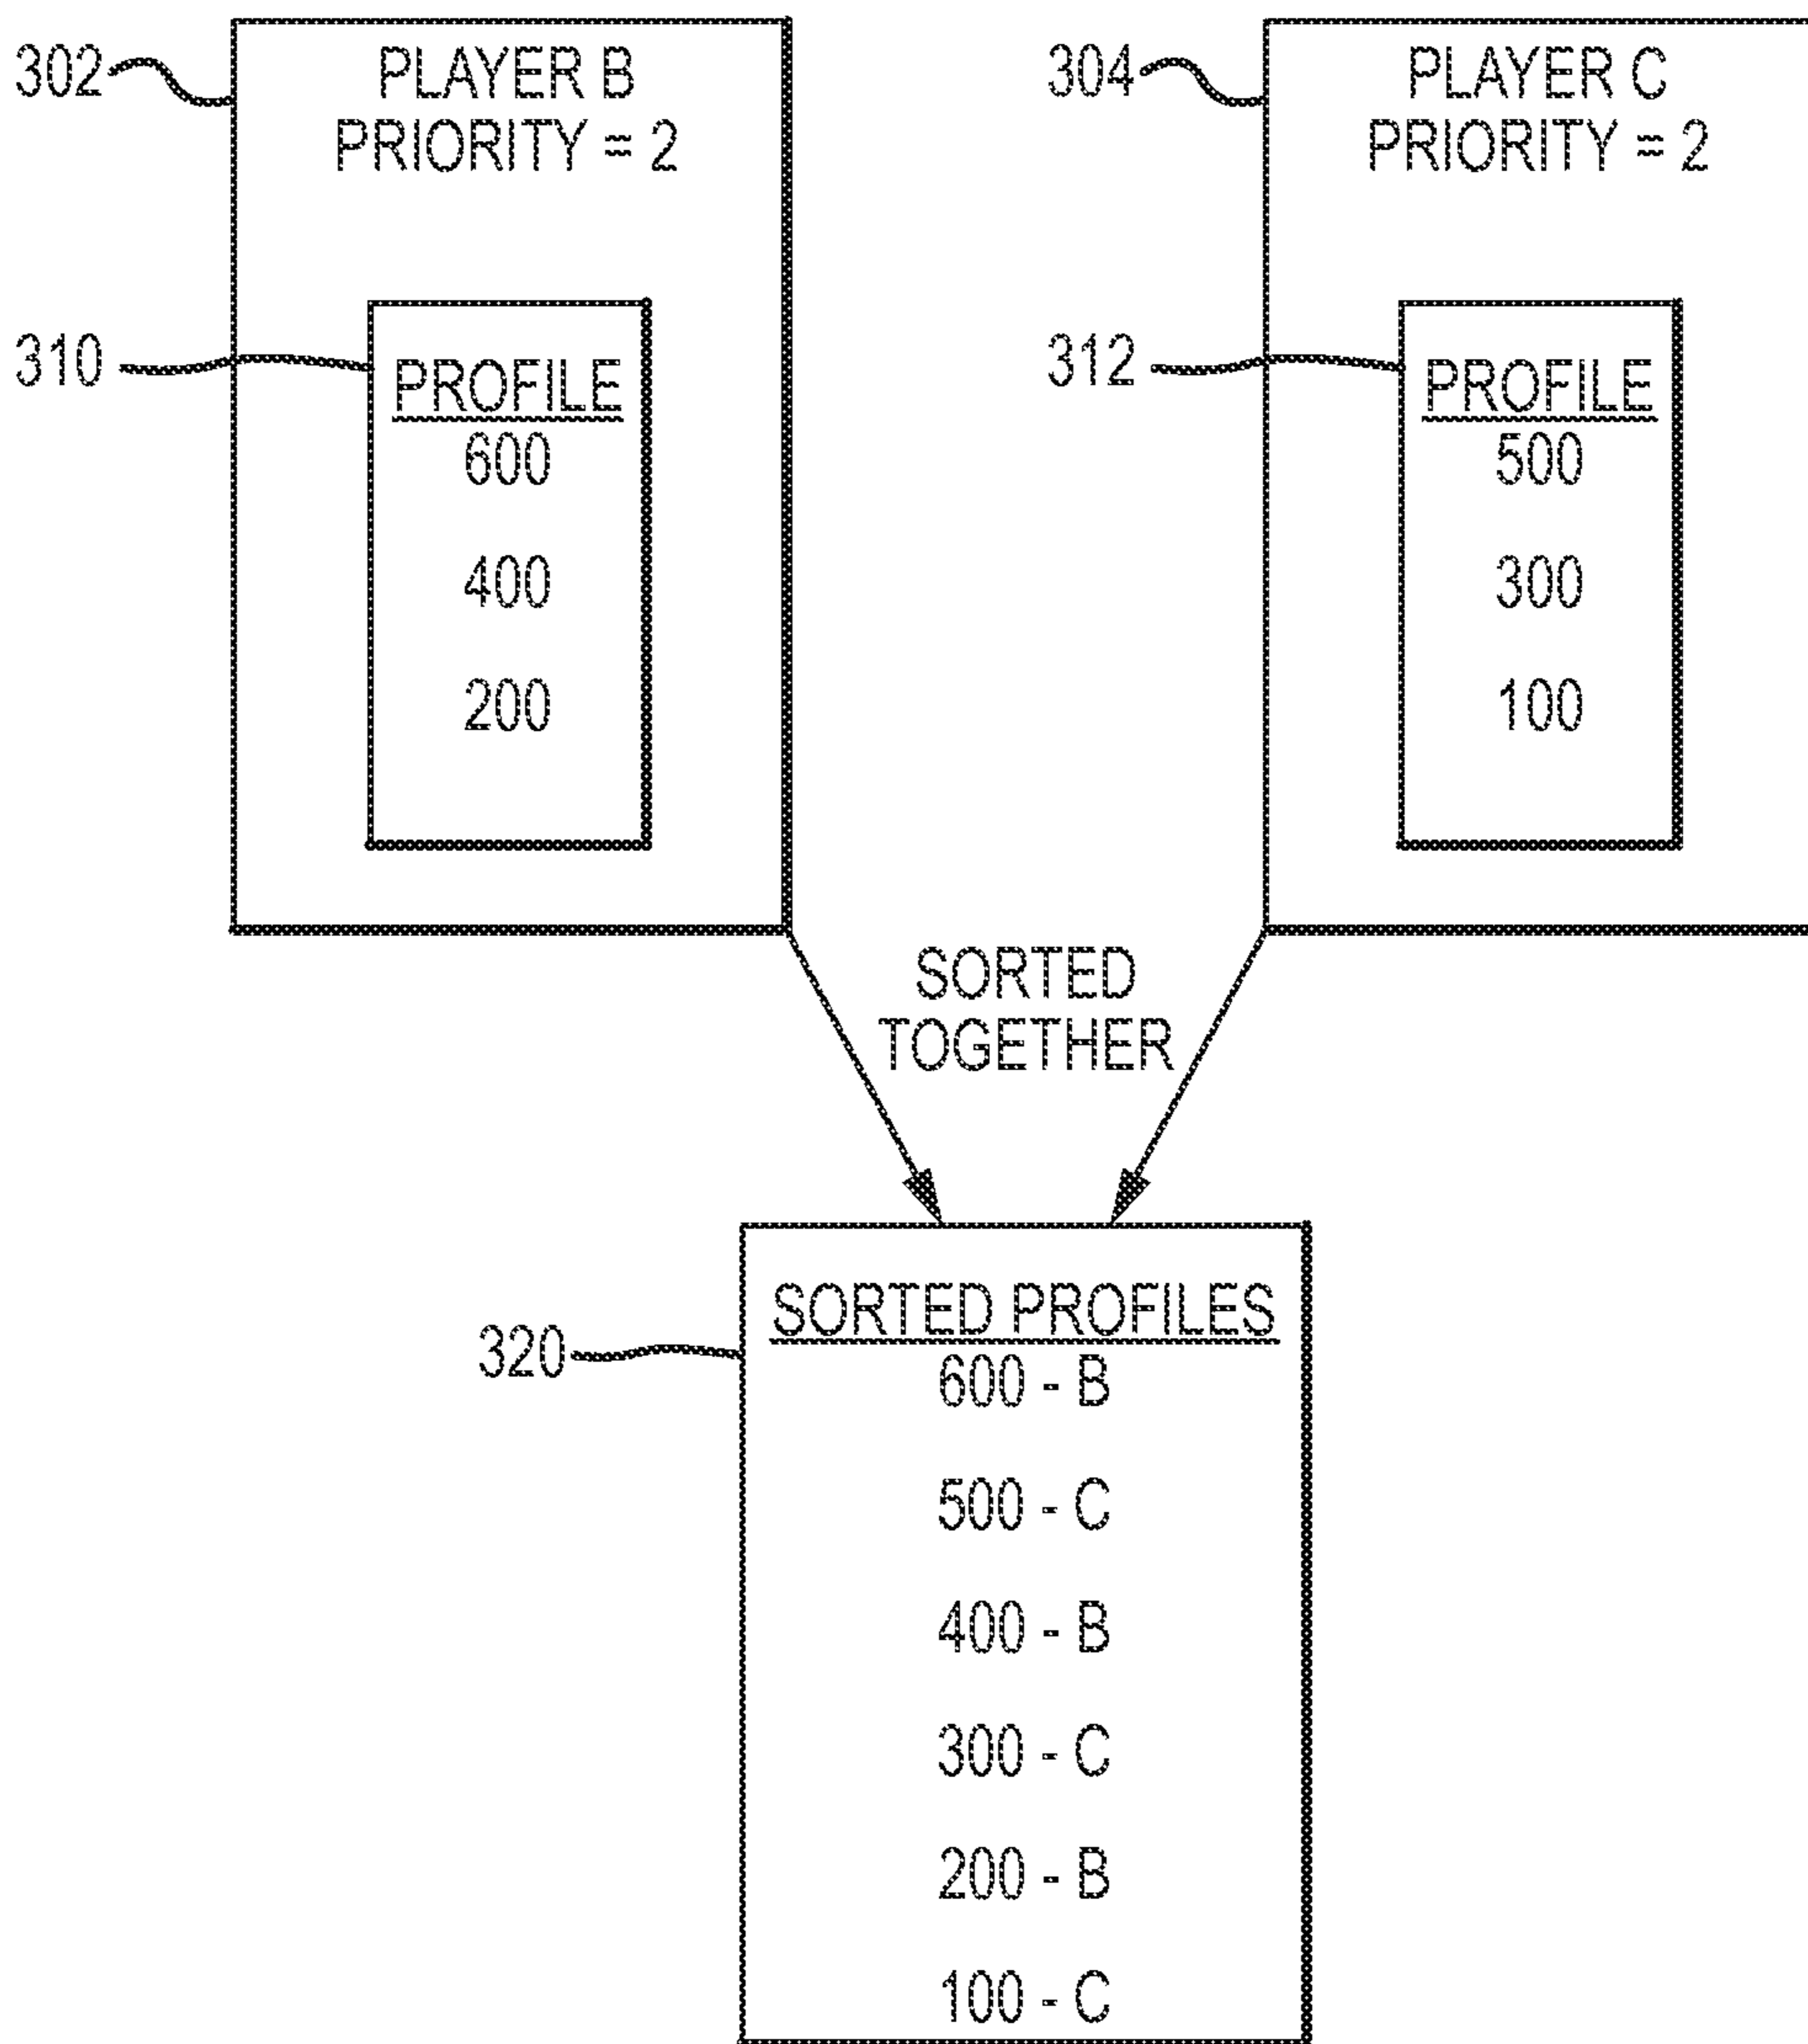 302
PLAYER B
PRIORITY = 2
310
PROFILE
600
400
200
304
PLAYER C
PRIORITY = 2
312
PROFILE
500
300
100
SORTED
TOGETHER
320
SORTED PROFILES
600 - B
500 - C
400 - B
300 - C
200 - B
100 - C